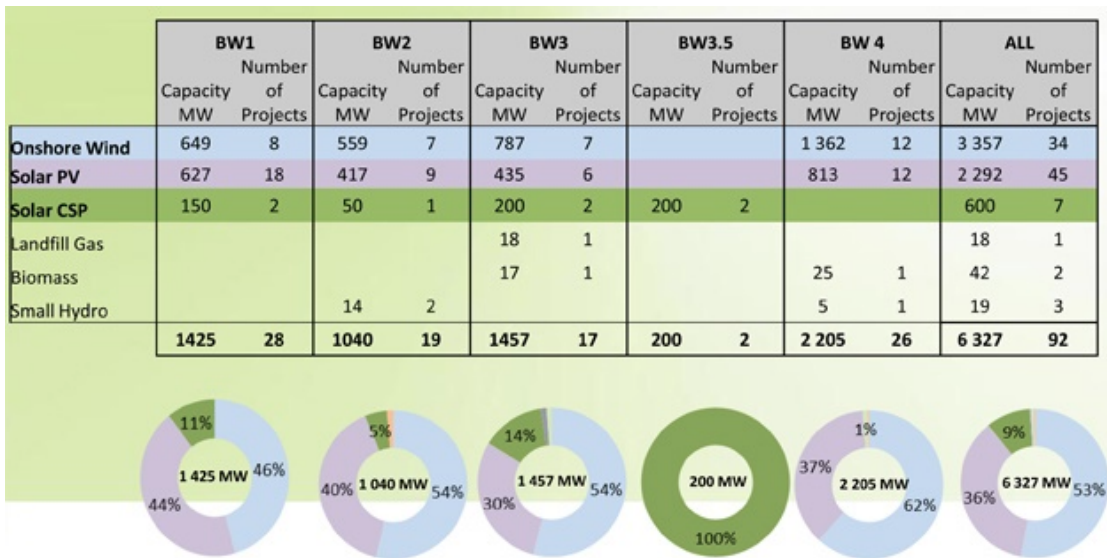 BW1 BW2 BW3 BW3.5 BW 4 ALL
Number Number Number Number Number Number
Capacity of Capacity of Capacity of Capacity of Capacity of Capacity of
MW Projects MW Projects MW Projects MW Projects MW Projects MW Projects
Onshore Wind 649 8 559 7 787 7 1 362 12 3 357 34
Solar PV 627 18 417 9 435 6 813 12 2 292 45
Solar CSP 150 2 50 1 200 2 200 2 600 7
Landfill Gas 18 1 18 1
Biomass 17 1 25 1 42 2
Small Hydro 14 2 5 1 19 3
1425 28 1040 19 1457 17 200 2 2 205 26 6 327 92
11% 46% 44% 1 425 MW
5% 54% 40% 1 040 MW
14% 54% 30% 1 457 MW
200 MW 100%
1% 37% 62% 2 205 MW
9% 53% 36% 6 327 MW